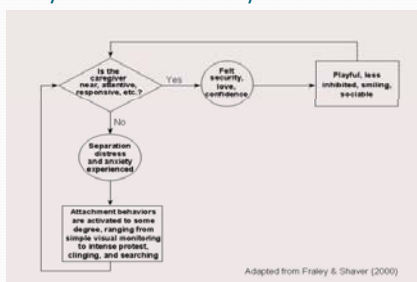 Is the
caregiver
near, attentive,
responsive, etc.?
Yes
Felt
security,
love,
confidence
Playful, less
inhibited, smiling,
sociable
No
Separation
distress
and anxiety
experienced
Attachment behaviors
are activated to some
degree, ranging from
simple visual monitoring
to intense protest,
clinging, and searching
Adapted from Fraley & Shaver (2000)